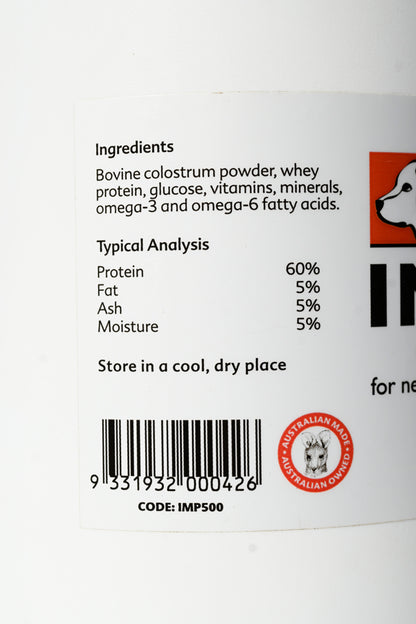 Ingredients
Bovine colostrum powder, whey
protein, glucose, vitamins, minerals,
omega-3 and omega-6 fatty acids.
Typical Analysis
Protein 60%
Fat 5%
Ash 5%
Moisture 5%
Store in a cool, dry place
9 331932 000426
CODE: IMP500
• AUSTRALIAN MADE •
AUSTRALIAN OWNED
for ne